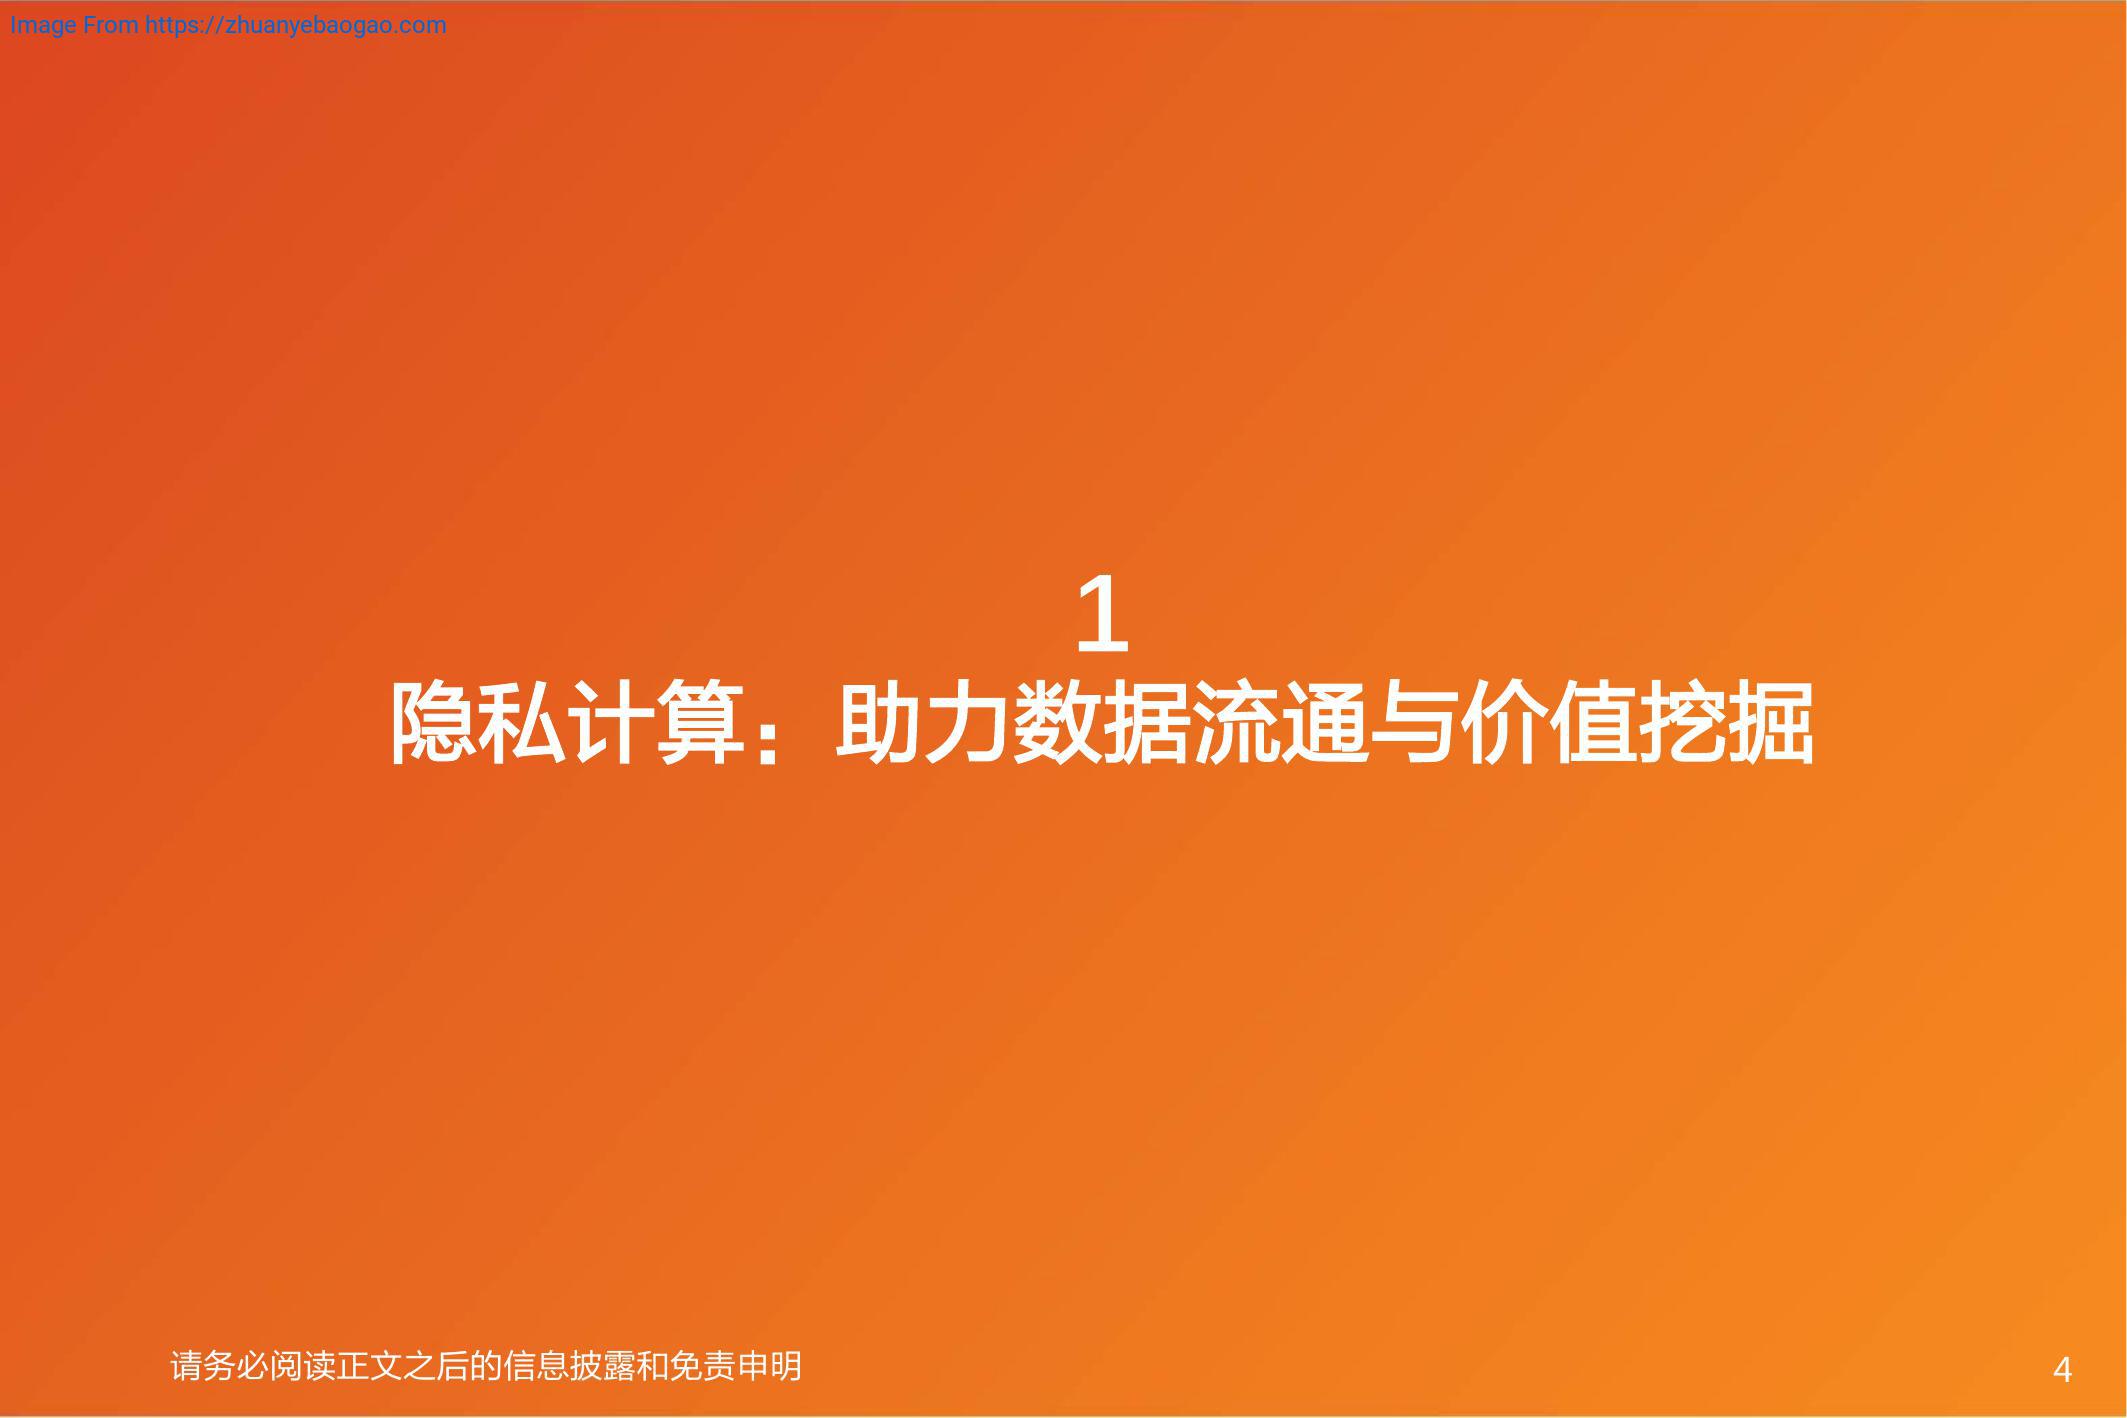 Image From https://zhuanyebaogao.com
1
隐私计算：助力数据流通与价值挖掘
请务必阅读正文之后的信息披露和免责申明
4